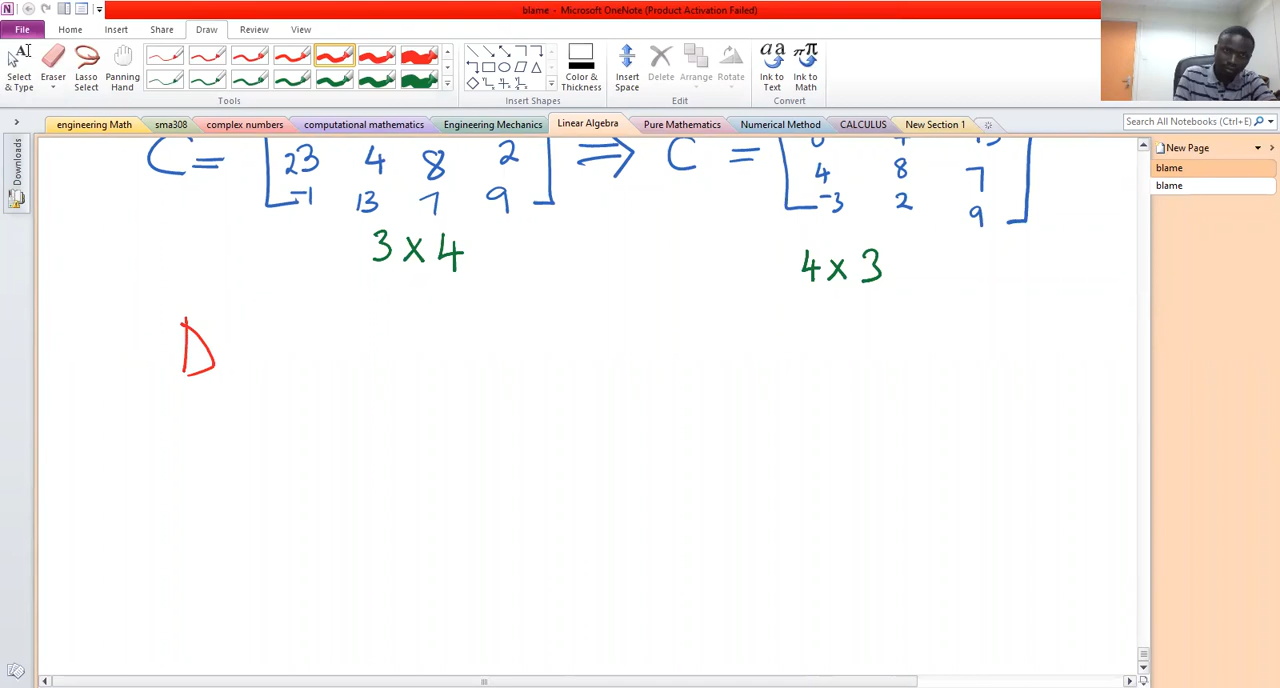 blame - Microsoft OneNote (Product Activation Failed)
File Home Insert Share Draw Review View
Select & Type Eraser Lasso Select Panning Hand Color & Thickness Insert Space Delete Arrange Rotate Ink to Text Ink to Math
Tools Insert Shapes Edit Convert
engineering Math sma308 complex numbers computational mathematics Engineering Mechanics Linear Algebra Pure Mathematics Numerical Method CALCULUS New Section 1 Search All Notebooks (Ctrl+E)
Downloads
New Page
blame
blame
C = 23 4 8 2 ⇒ C =
-1 13 7 9
4 8 7
-3 2 9
3 x 4
4 x 3
D